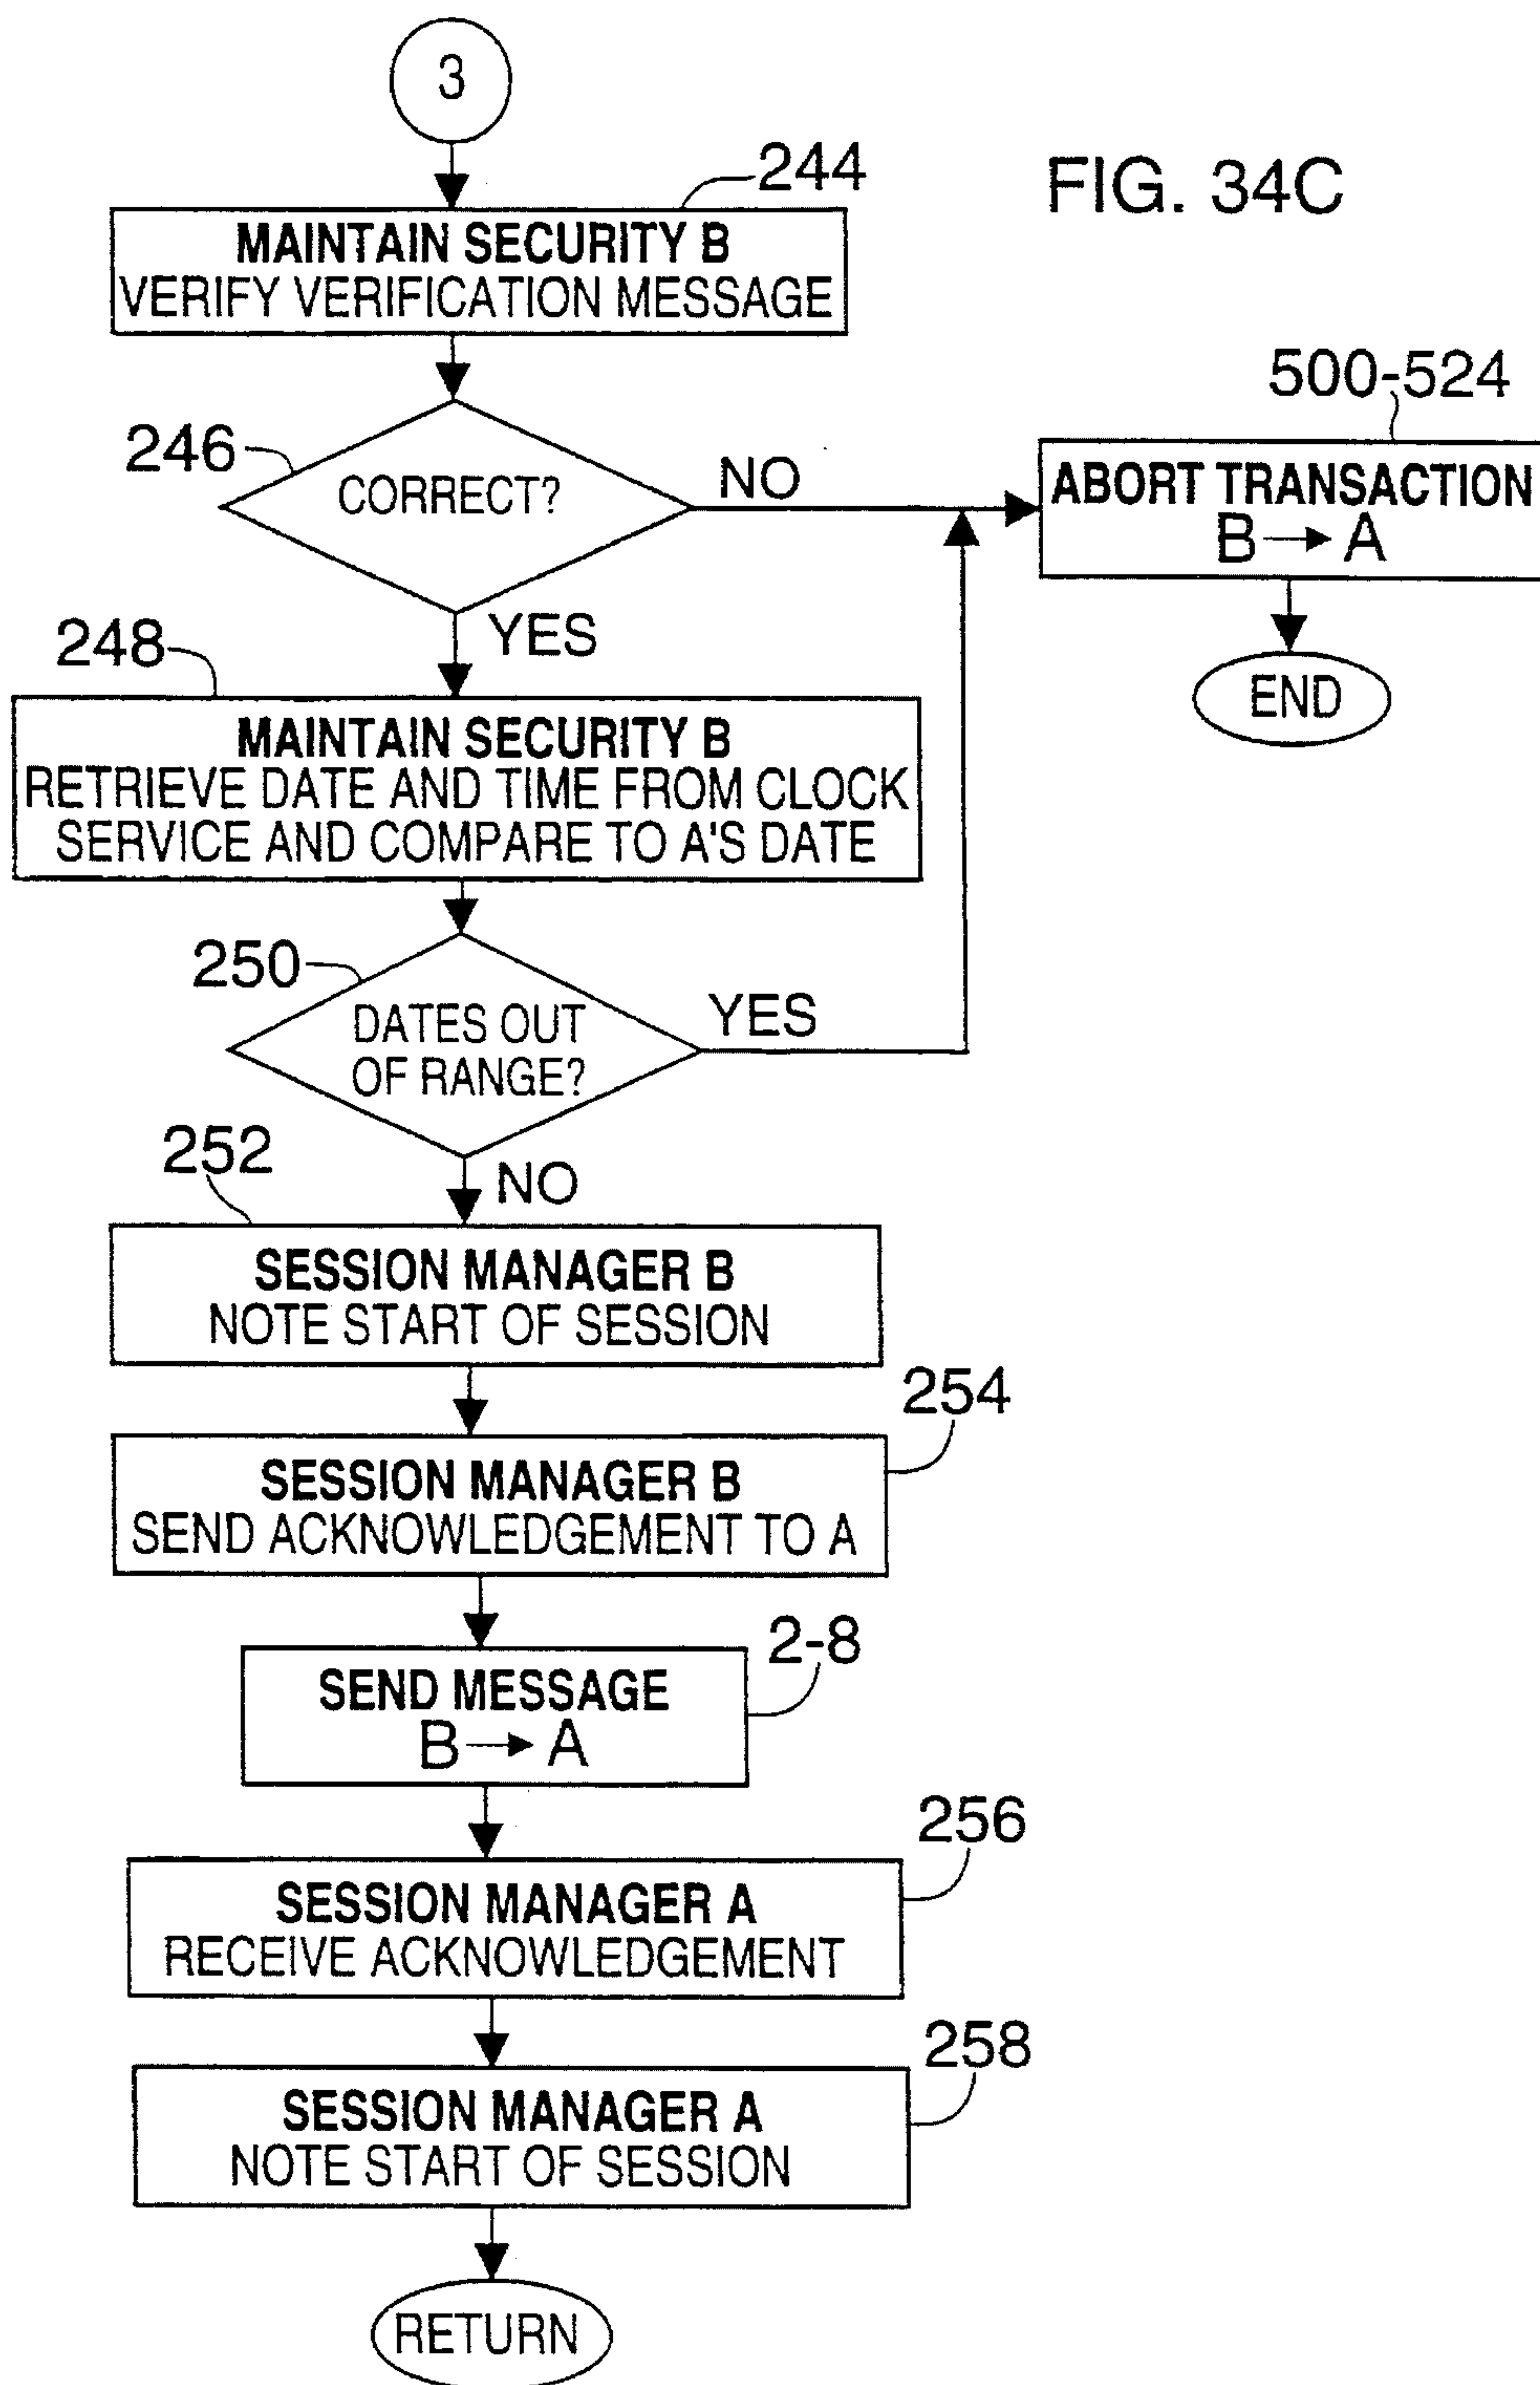 3
244
FIG. 34C
MAINTAIN SECURITY B
VERIFY VERIFICATION MESSAGE
500-524
246
CORRECT?
NO
ABORT TRANSACTION
B → A
YES
END
248
MAINTAIN SECURITY B
RETRIEVE DATE AND TIME FROM CLOCK
SERVICE AND COMPARE TO A'S DATE
250
DATES OUT
OF RANGE?
YES
252
NO
SESSION MANAGER B
NOTE START OF SESSION
254
SESSION MANAGER B
SEND ACKNOWLEDGEMENT TO A
2-8
SEND MESSAGE
B → A
256
SESSION MANAGER A
RECEIVE ACKNOWLEDGEMENT
258
SESSION MANAGER A
NOTE START OF SESSION
RETURN